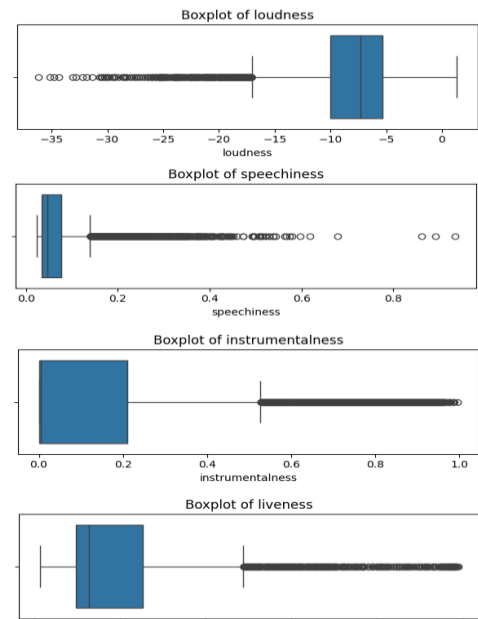 Boxplot of loudness
−35 −30 −25 −20 −15 −10 −5 0
loudness
Boxplot of speechiness
0.0 0.2 0.4 0.6 0.8
speechiness
Boxplot of instrumentalness
0.0 0.2 0.4 0.6 0.8 1.0
instrumentalness
Boxplot of liveness